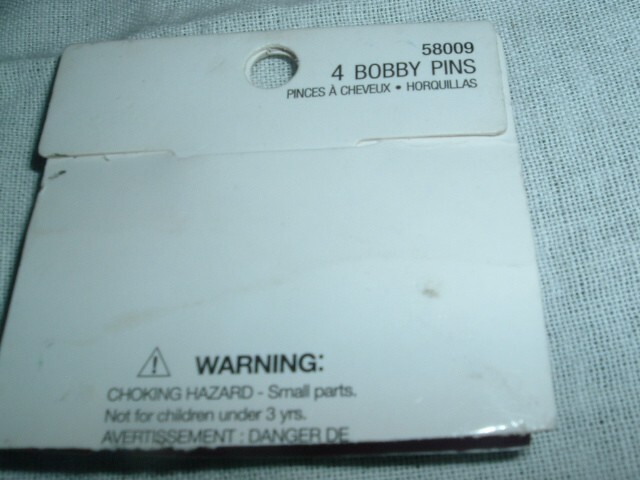 58009
4 BOBBY PINS
PINCES À CHEVEUX • HORQUILLAS
WARNING:
CHOKING HAZARD - Small parts.
Not for children under 3 yrs.
AVERTISSEMENT : DANGER DE